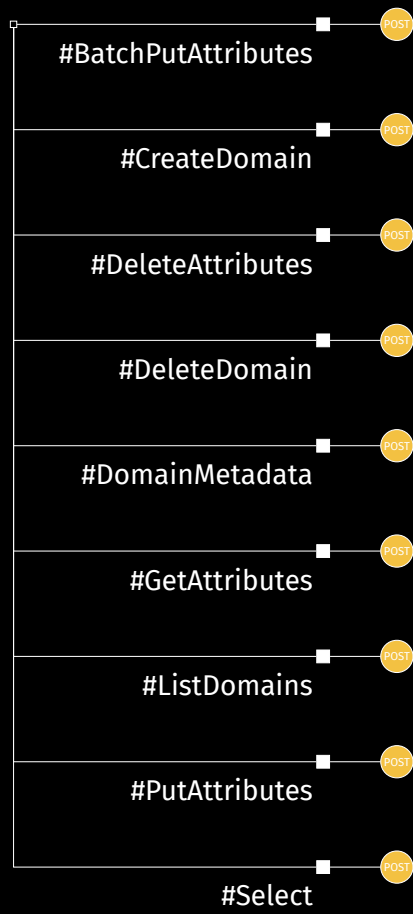 POST
#BatchPutAttributes
POST
#CreateDomain
POST
#DeleteAttributes
POST
#DeleteDomain
POST
#DomainMetadata
POST
#GetAttributes
POST
#ListDomains
POST
#PutAttributes
POST
#Select